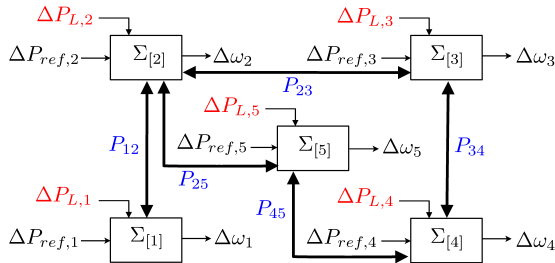 ΔP_{L,2} ΔP_{L,3}
ΔP_{ref,2} Σ_{[2]} Δω_2 ΔP_{ref,3} Σ_{[3]} Δω_3
P_{23}
ΔP_{L,5}
P_{12} ΔP_{ref,5} Σ_{[5]} Δω_5 P_{34}
P_{25}
ΔP_{L,1} P_{45} ΔP_{L,4}
ΔP_{ref,1} Σ_{[1]} Δω_1 ΔP_{ref,4} Σ_{[4]} Δω_4